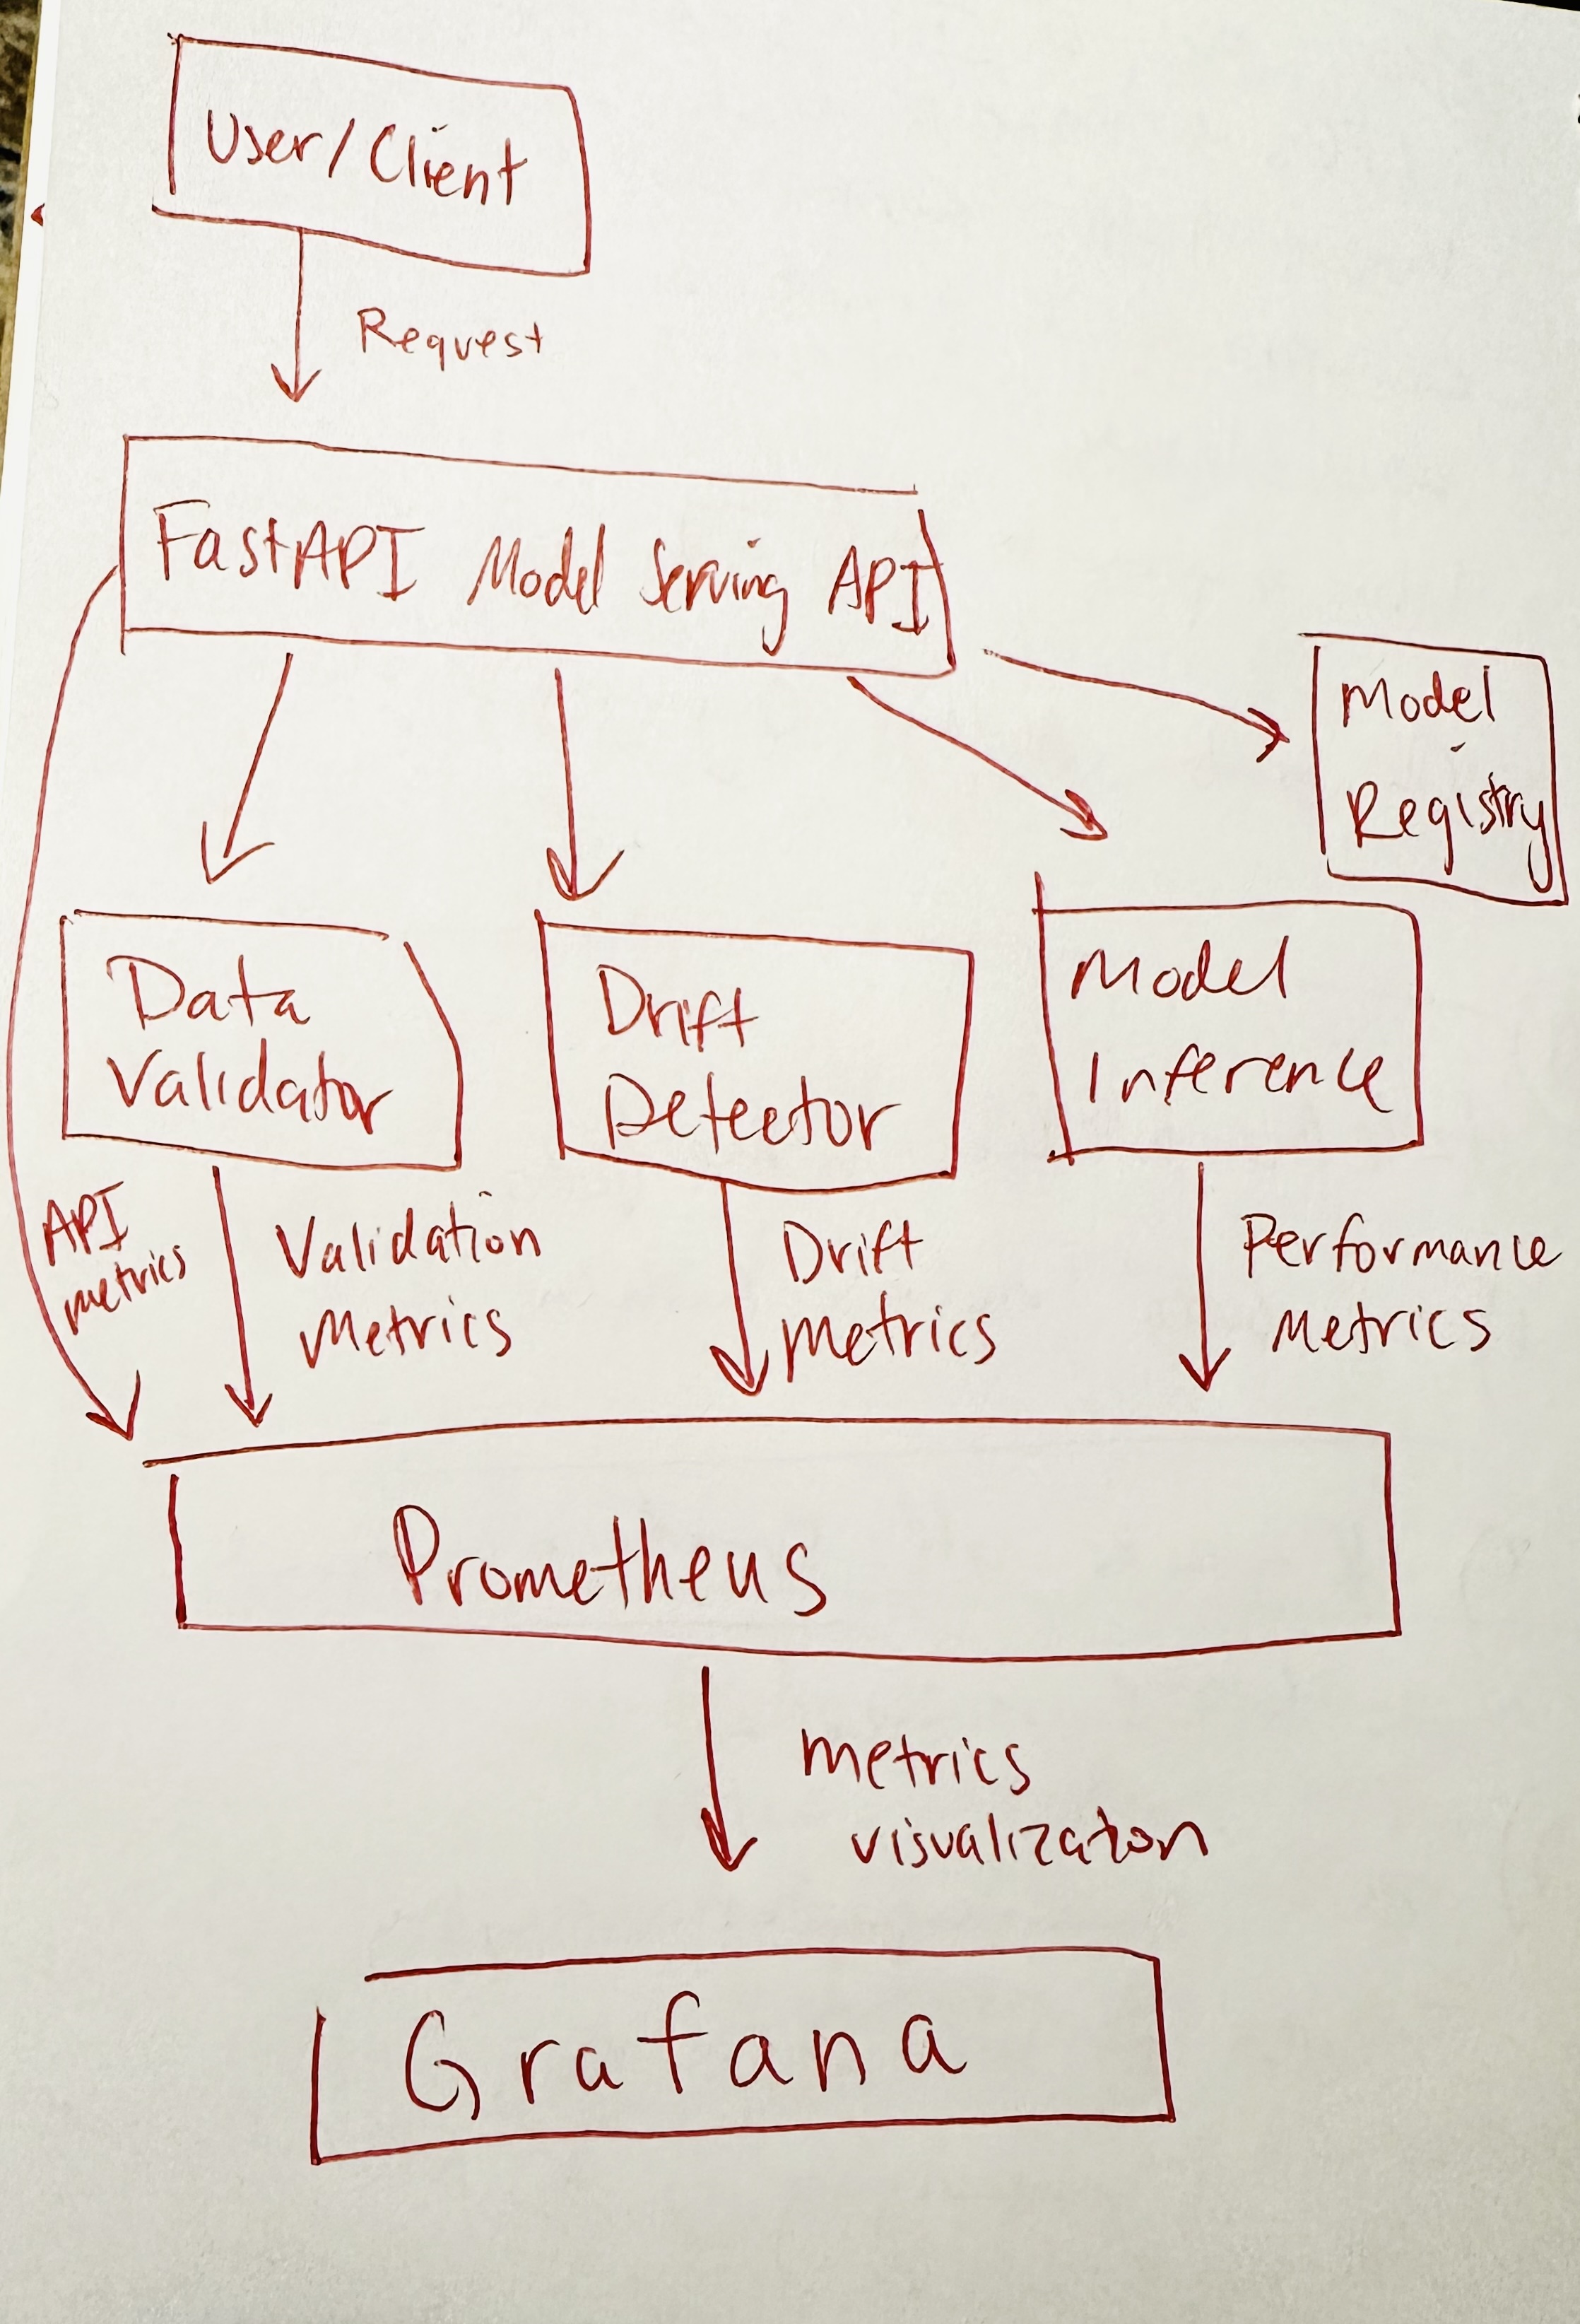 User/Client
Request
FastAPI Model Serving API
Model
Registry
Data
Validator
Drift
Detector
Model
Inference
API
metrics
Validation
Metrics
Drift
Metrics
Performance
Metrics
Prometheus
metrics
visualization
Grafana